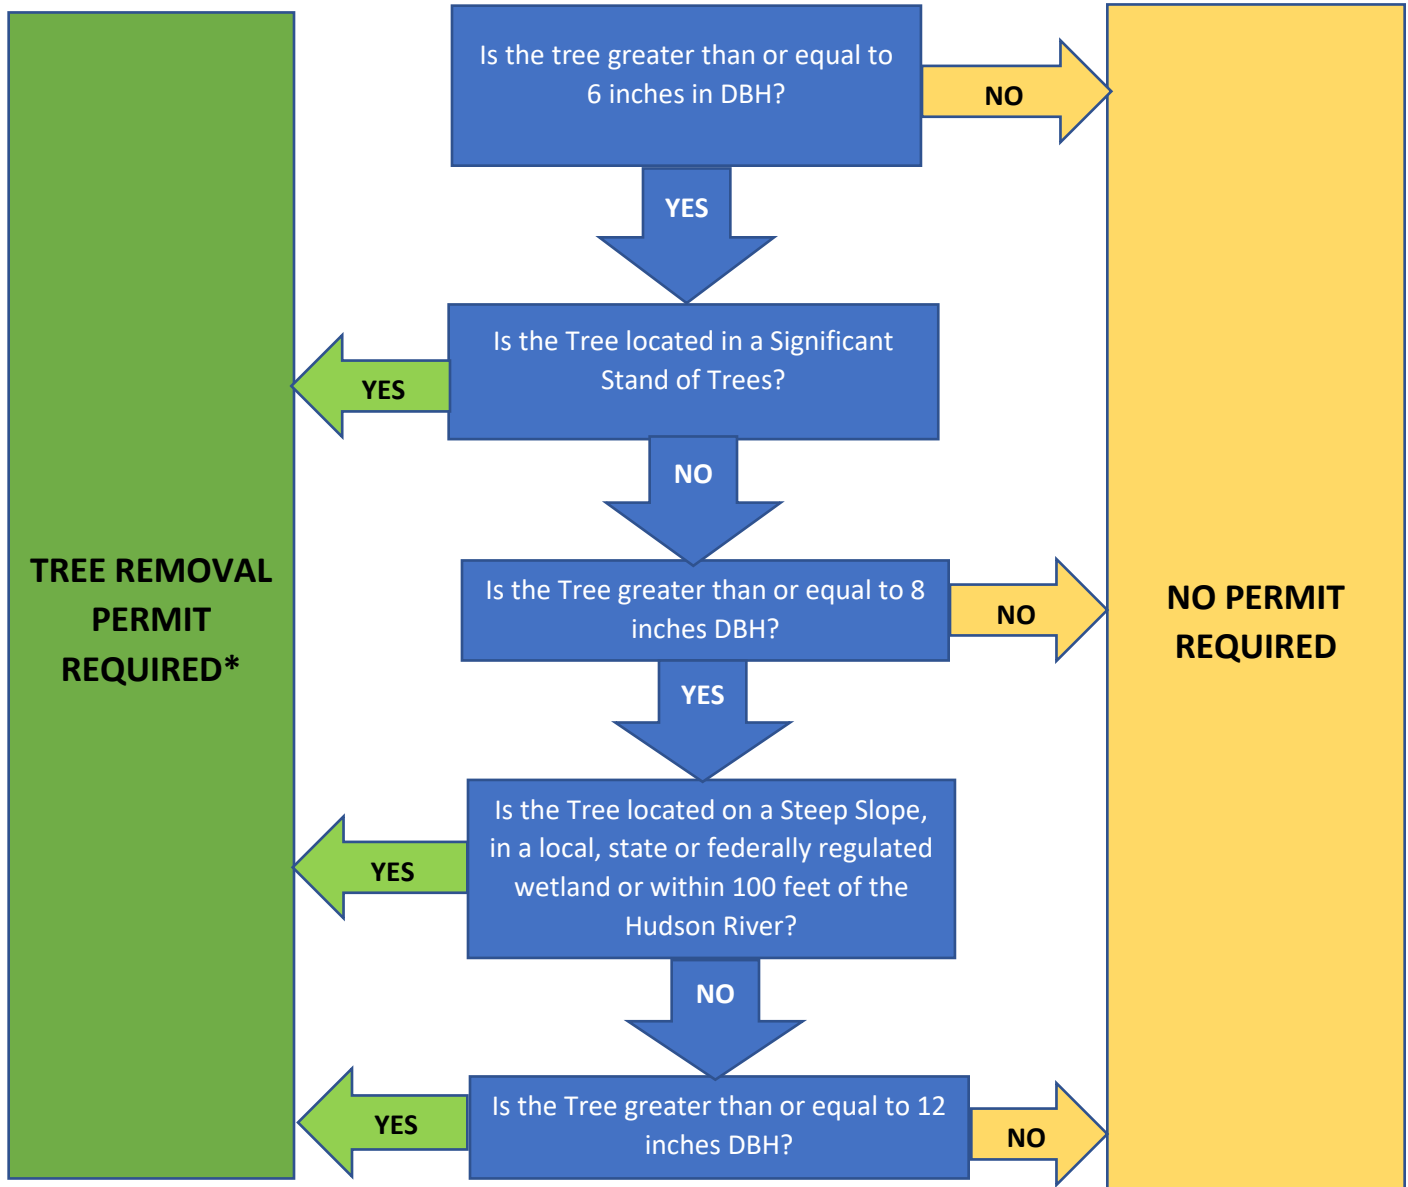 Is the tree greater than or equal to
6 inches in DBH?
NO
YES
Is the Tree located in a Significant
Stand of Trees?
YES
NO
TREE REMOVAL
PERMIT
REQUIRED*
Is the Tree greater than or equal to 8
inches DBH?
NO
NO PERMIT
REQUIRED
YES
Is the Tree located on a Steep Slope,
in a local, state or federally regulated
wetland or within 100 feet of the
Hudson River?
YES
NO
Is the Tree greater than or equal to 12
inches DBH?
YES
NO